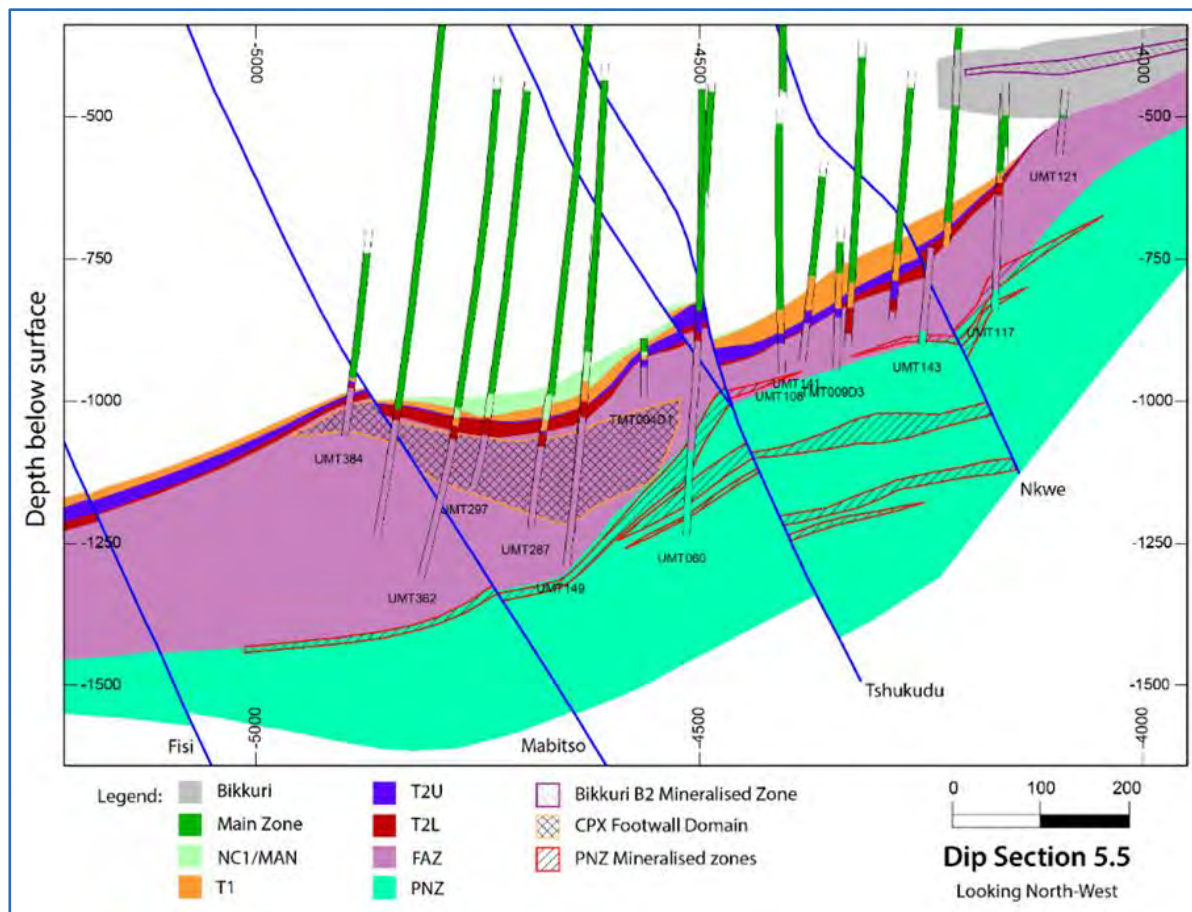 -5000
-4500
-4000
-500
-500
UMT121
-750
-750
Depth below surface
-1000
-1000
UMT384
TMT004D1
UMT108
UMT141
TMT009D3
UMT143
UMT117
UMT297
UMT287
UMT060
Nkwe
-1250
-1250
UMT362
UMT149
-1500
-1500
Tshukudu
Fisi
-5000
Mabitso
-4500
-4000
Legend:
Bikkuri
Main Zone
NC1/MAN
T1
T2U
T2L
FAZ
PNZ
Bikkuri B2 Mineralised Zone
CPX Footwall Domain
PNZ Mineralised zones
0 100 200
Dip Section 5.5
Looking North-West